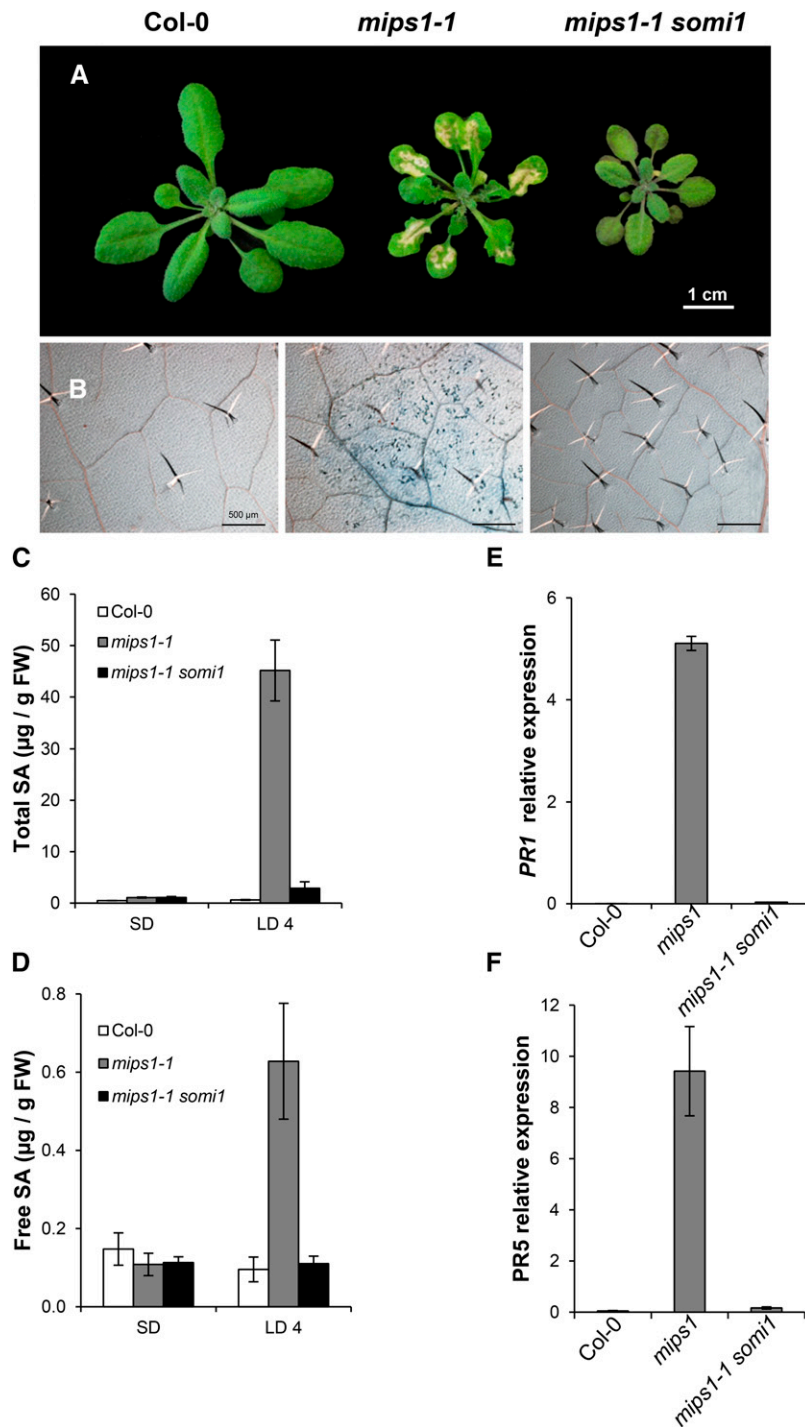 Col-0 mips1-1 mips1-1 somi1
A
1 cm
B
500 µm
C
Total SA (µg / g FW)
60
50
40
30
20
10
0
Col-0
mips1-1
mips1-1 somi1
SD LD 4
E
PR1 relative expression
6
4
2
0
Col-0
mips1
mips1-1 somi1
D
Free SA (µg / g FW)
0.8
0.6
0.4
0.2
0.0
Col-0
mips1-1
mips1-1 somi1
SD LD 4
F
PR5 relative expression
12
10
8
6
4
2
0
Col-0
mips1
mips1-1 somi1